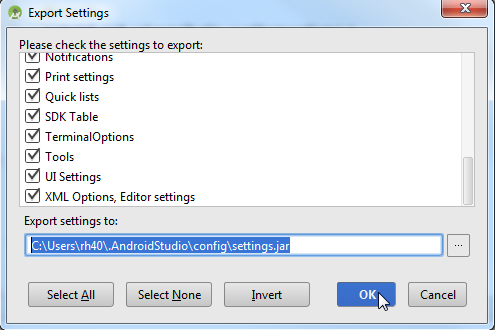 Export Settings
Please check the settings to export:
Notifications
Print settings
Quick lists
SDK Table
TerminalOptions
Tools
UI Settings
XML Options, Editor settings
Export settings to:
C:\Users\rh40\.AndroidStudio\config\settings.jar
...
Select All Select None Invert OK Cancel